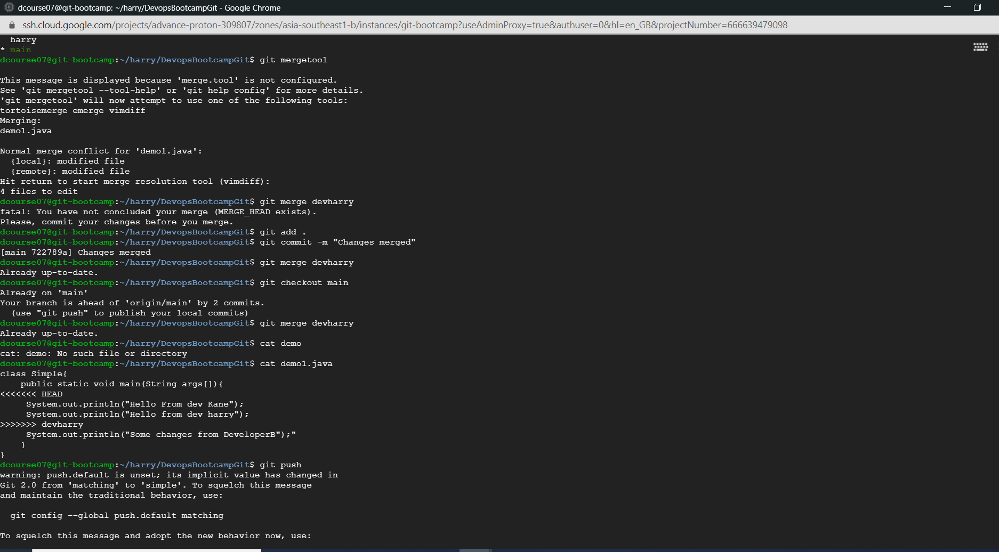 dcourse07@git-bootcamp: ~/harry/DevopsBootcampGit - Google Chrome
ssh.cloud.google.com/projects/advance-proton-309807/zones/asia-southeast1-b/instances/git-bootcamp?useAdminProxy=true&authuser=0&hl=en_GB&projectNumber=666639479098
  harry
* main
dcourse07@git-bootcamp:~/harry/DevopsBootcampGit$ git mergetool

This message is displayed because 'merge.tool' is not configured.
See 'git mergetool --tool-help' or 'git help config' for more details.
'git mergetool' will now attempt to use one of the following tools:
tortoisemerge emerge vimdiff
Merging:
demo1.java

Normal merge conflict for 'demo1.java':
  {local}: modified file
  {remote}: modified file
Hit return to start merge resolution tool (vimdiff):
4 files to edit
dcourse07@git-bootcamp:~/harry/DevopsBootcampGit$ git merge devharry
fatal: You have not concluded your merge (MERGE_HEAD exists).
Please, commit your changes before you merge.
dcourse07@git-bootcamp:~/harry/DevopsBootcampGit$ git add .
dcourse07@git-bootcamp:~/harry/DevopsBootcampGit$ git commit -m "Changes merged"
[main 722789a] Changes merged
dcourse07@git-bootcamp:~/harry/DevopsBootcampGit$ git merge devharry
Already up-to-date.
dcourse07@git-bootcamp:~/harry/DevopsBootcampGit$ git checkout main
Already on 'main'
Your branch is ahead of 'origin/main' by 2 commits.
  (use "git push" to publish your local commits)
dcourse07@git-bootcamp:~/harry/DevopsBootcampGit$ git merge devharry
Already up-to-date.
dcourse07@git-bootcamp:~/harry/DevopsBootcampGit$ cat demo
cat: demo: No such file or directory
dcourse07@git-bootcamp:~/harry/DevopsBootcampGit$ cat demo1.java
class Simple{
    public static void main(String args[]){
<<<<<<< HEAD
     System.out.println("Hello From dev Kane");
     System.out.println("Hello from dev harry");
>>>>>>> devharry
     System.out.println("Some changes from DeveloperB");"
    }
}
dcourse07@git-bootcamp:~/harry/DevopsBootcampGit$ git push
warning: push.default is unset; its implicit value has changed in
Git 2.0 from 'matching' to 'simple'. To squelch this message
and maintain the traditional behavior, use:

  git config --global push.default matching

To squelch this message and adopt the new behavior now, use: